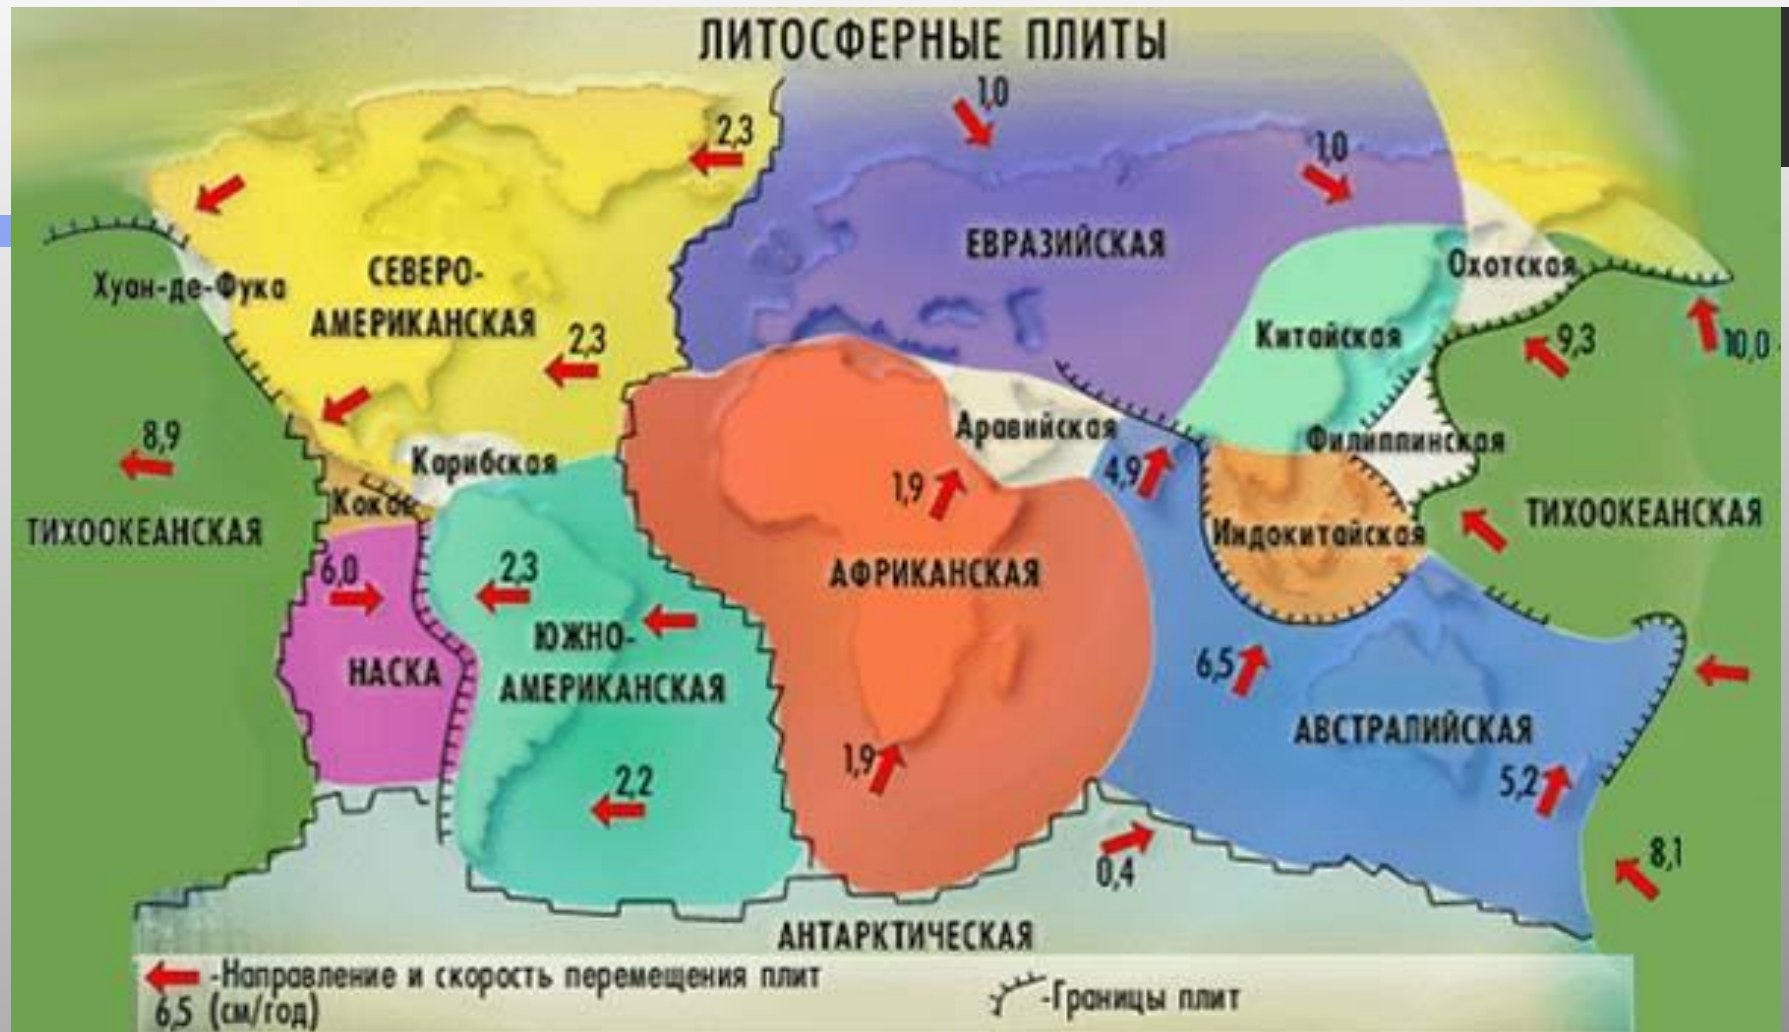 ЛИТОСФЕРНЫЕ ПЛИТЫ
1,0
2,3
1,0
ЕВРАЗИЙСКАЯ
Охотская
Хуан-де-Фука
СЕВЕРО-
АМЕРИКАНСКАЯ
2,3
Китайская
9,3
10,0
8,9
Карибская
Аравийская
4,9
Филиппинская
1,9
Кокос
ТИХООКЕАНСКАЯ
ТИХООКЕАНСКАЯ
Индокитайская
6,0
2,3
АФРИКАНСКАЯ
ЮЖНО-
АМЕРИКАНСКАЯ
НАСКА
6,5
АВСТРАЛИЙСКАЯ
1,9
2,2
5,2
0,4
8,1
АНТАРКТИЧЕСКАЯ
-Направление и скорость перемещения плит
6,5 (см/год)
-Границы плит